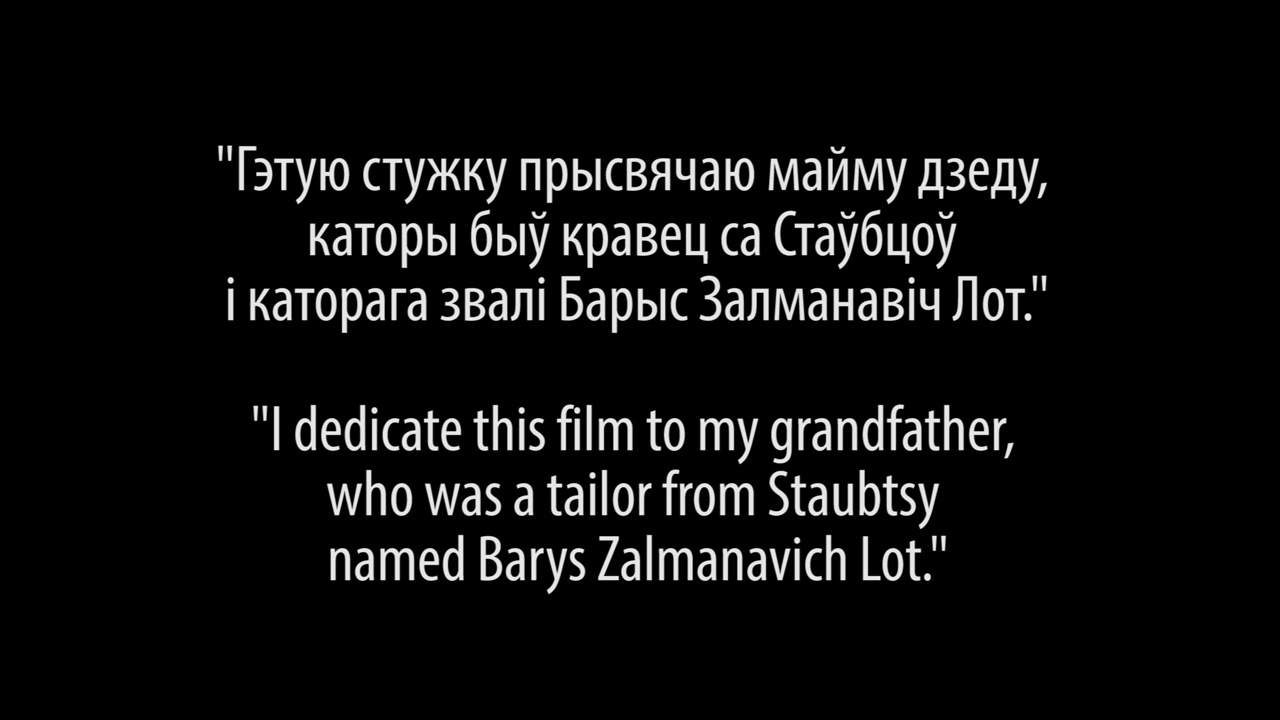 "Гэтую стужку прысвячаю майму дзеду,
каторы быў кравец са Стаўбцоў
і каторага звалі Барыс Залманавіч Лот."
"I dedicate this film to my grandfather,
who was a tailor from Staubtsy
named Barys Zalmanavich Lot."